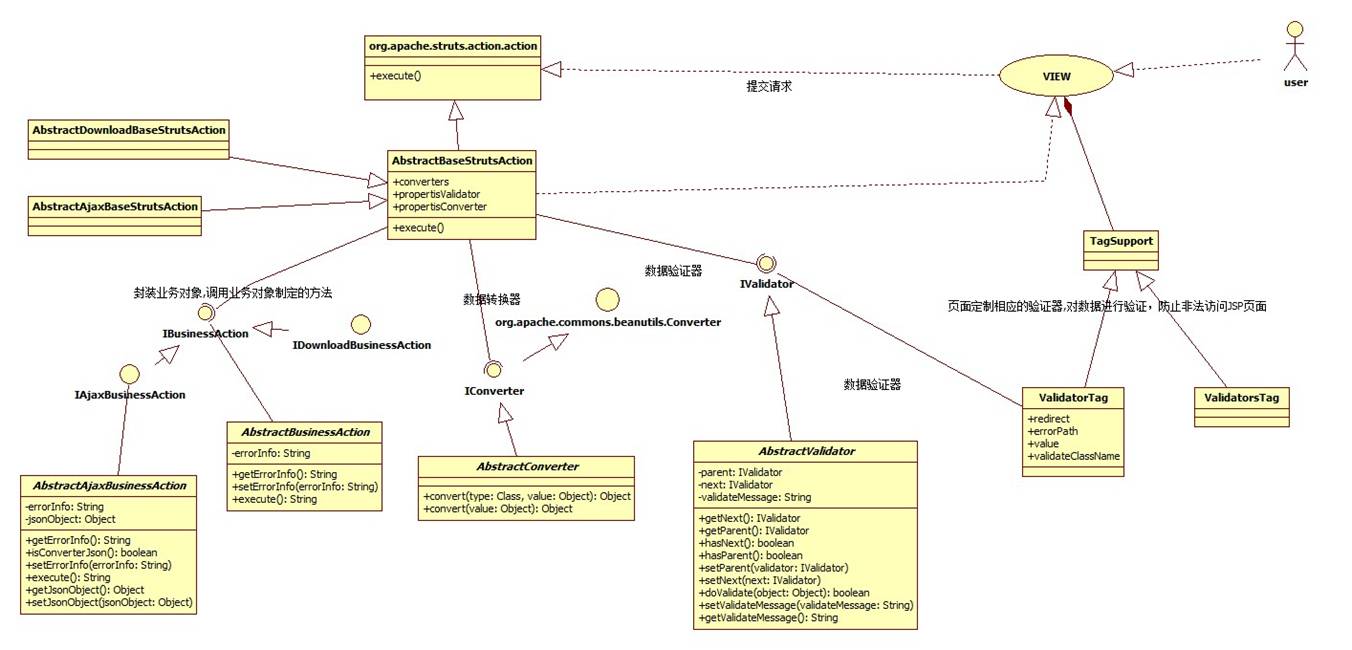 org.apache.struts.action.action
+execute()
提交请求
VIEW
user
AbstractDownloadBaseStrutsAction
AbstractBaseStrutsAction
+converters
+propertisValidator
+propertisConverter
+execute()
AbstractAjaxBaseStrutsAction
TagSupport
封装业务对象,调用业务对象制定的方法
IBusinessAction
IDownloadBusinessAction
IAjaxBusinessAction
数据转换器
org.apache.commons.beanutils.Converter
IConverter
数据验证器
IValidator
页面定制相应的验证器,对数据进行验证，防止非法访问JSP页面
数据验证器
ValidatorTag
+redirect
+errorPath
+value
+validateClassName
ValidatorsTag
AbstractBusinessAction
-errorInfo: String
+getErrorInfo(): String
+setErrorInfo(errorInfo: String)
+execute(): String
AbstractConverter
+convert(type: Class, value: Object): Object
+convert(value: Object): Object
AbstractValidator
-parent: IValidator
-next: IValidator
-validateMessage: String
+getNext(): IValidator
+getParent(): IValidator
+hasNext(): boolean
+hasParent(): boolean
+setParent(validator: IValidator)
+setNext(next: IValidator)
+doValidate(object: Object): boolean
+setValidateMessage(validateMessage: String)
+getValidateMessage(): String
AbstractAjaxBusinessAction
-errorInfo: String
-jsonObject: Object
+getErrorInfo(): String
+isConverterJson(): boolean
+setErrorInfo(errorInfo: String)
+execute(): String
+getJsonObject(): Object
+setJsonObject(jsonObject: Object)